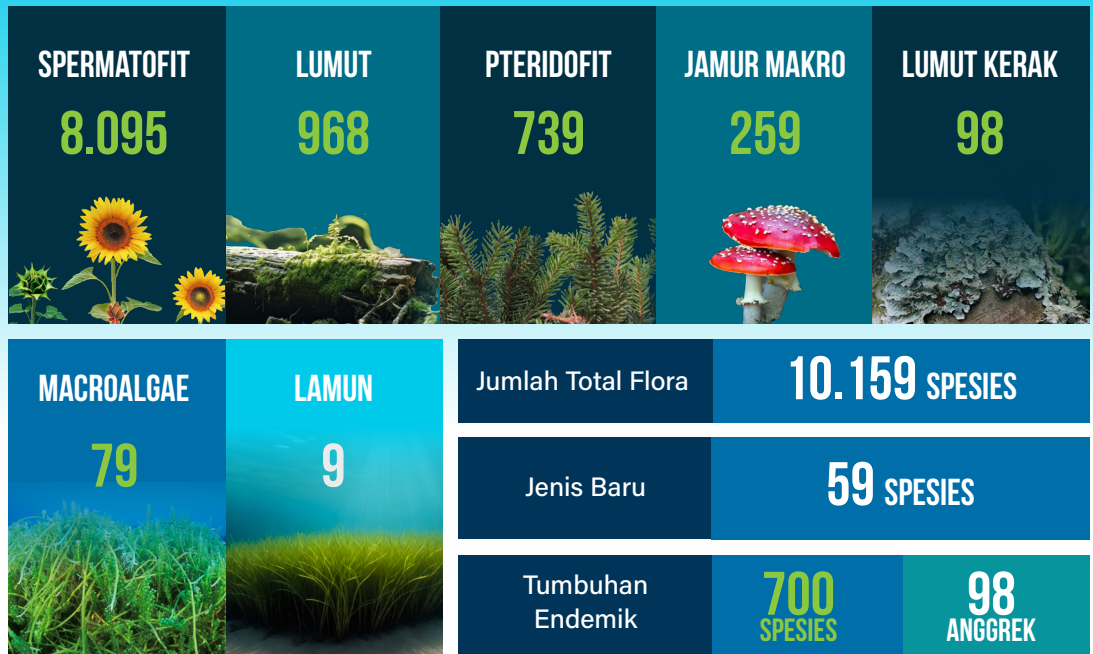 SPERMATOFIT
8.095
LUMUT
968
PTERIDOFIT
739
JAMUR MAKRO
259
LUMUT KERAK
98
MACROALGAE
79
LAMUN
9
Jumlah Total Flora
10.159 SPESIES
Jenis Baru
59 SPESIES
Tumbuhan
Endemik
700
SPESIES
98
ANGGREK